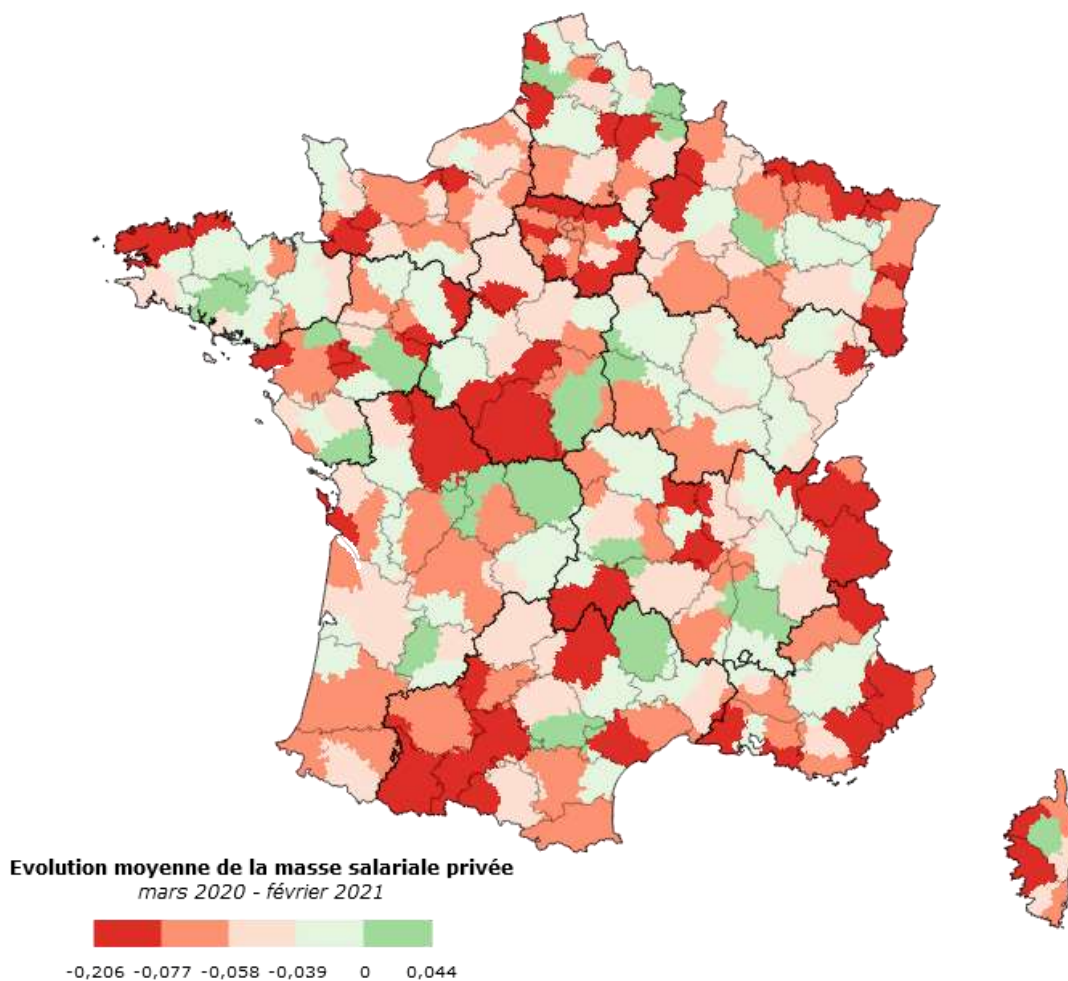 Evolution moyenne de la masse salariale privée
mars 2020 - février 2021
-0,206 -0,077 -0,058 -0,039 0 0,044